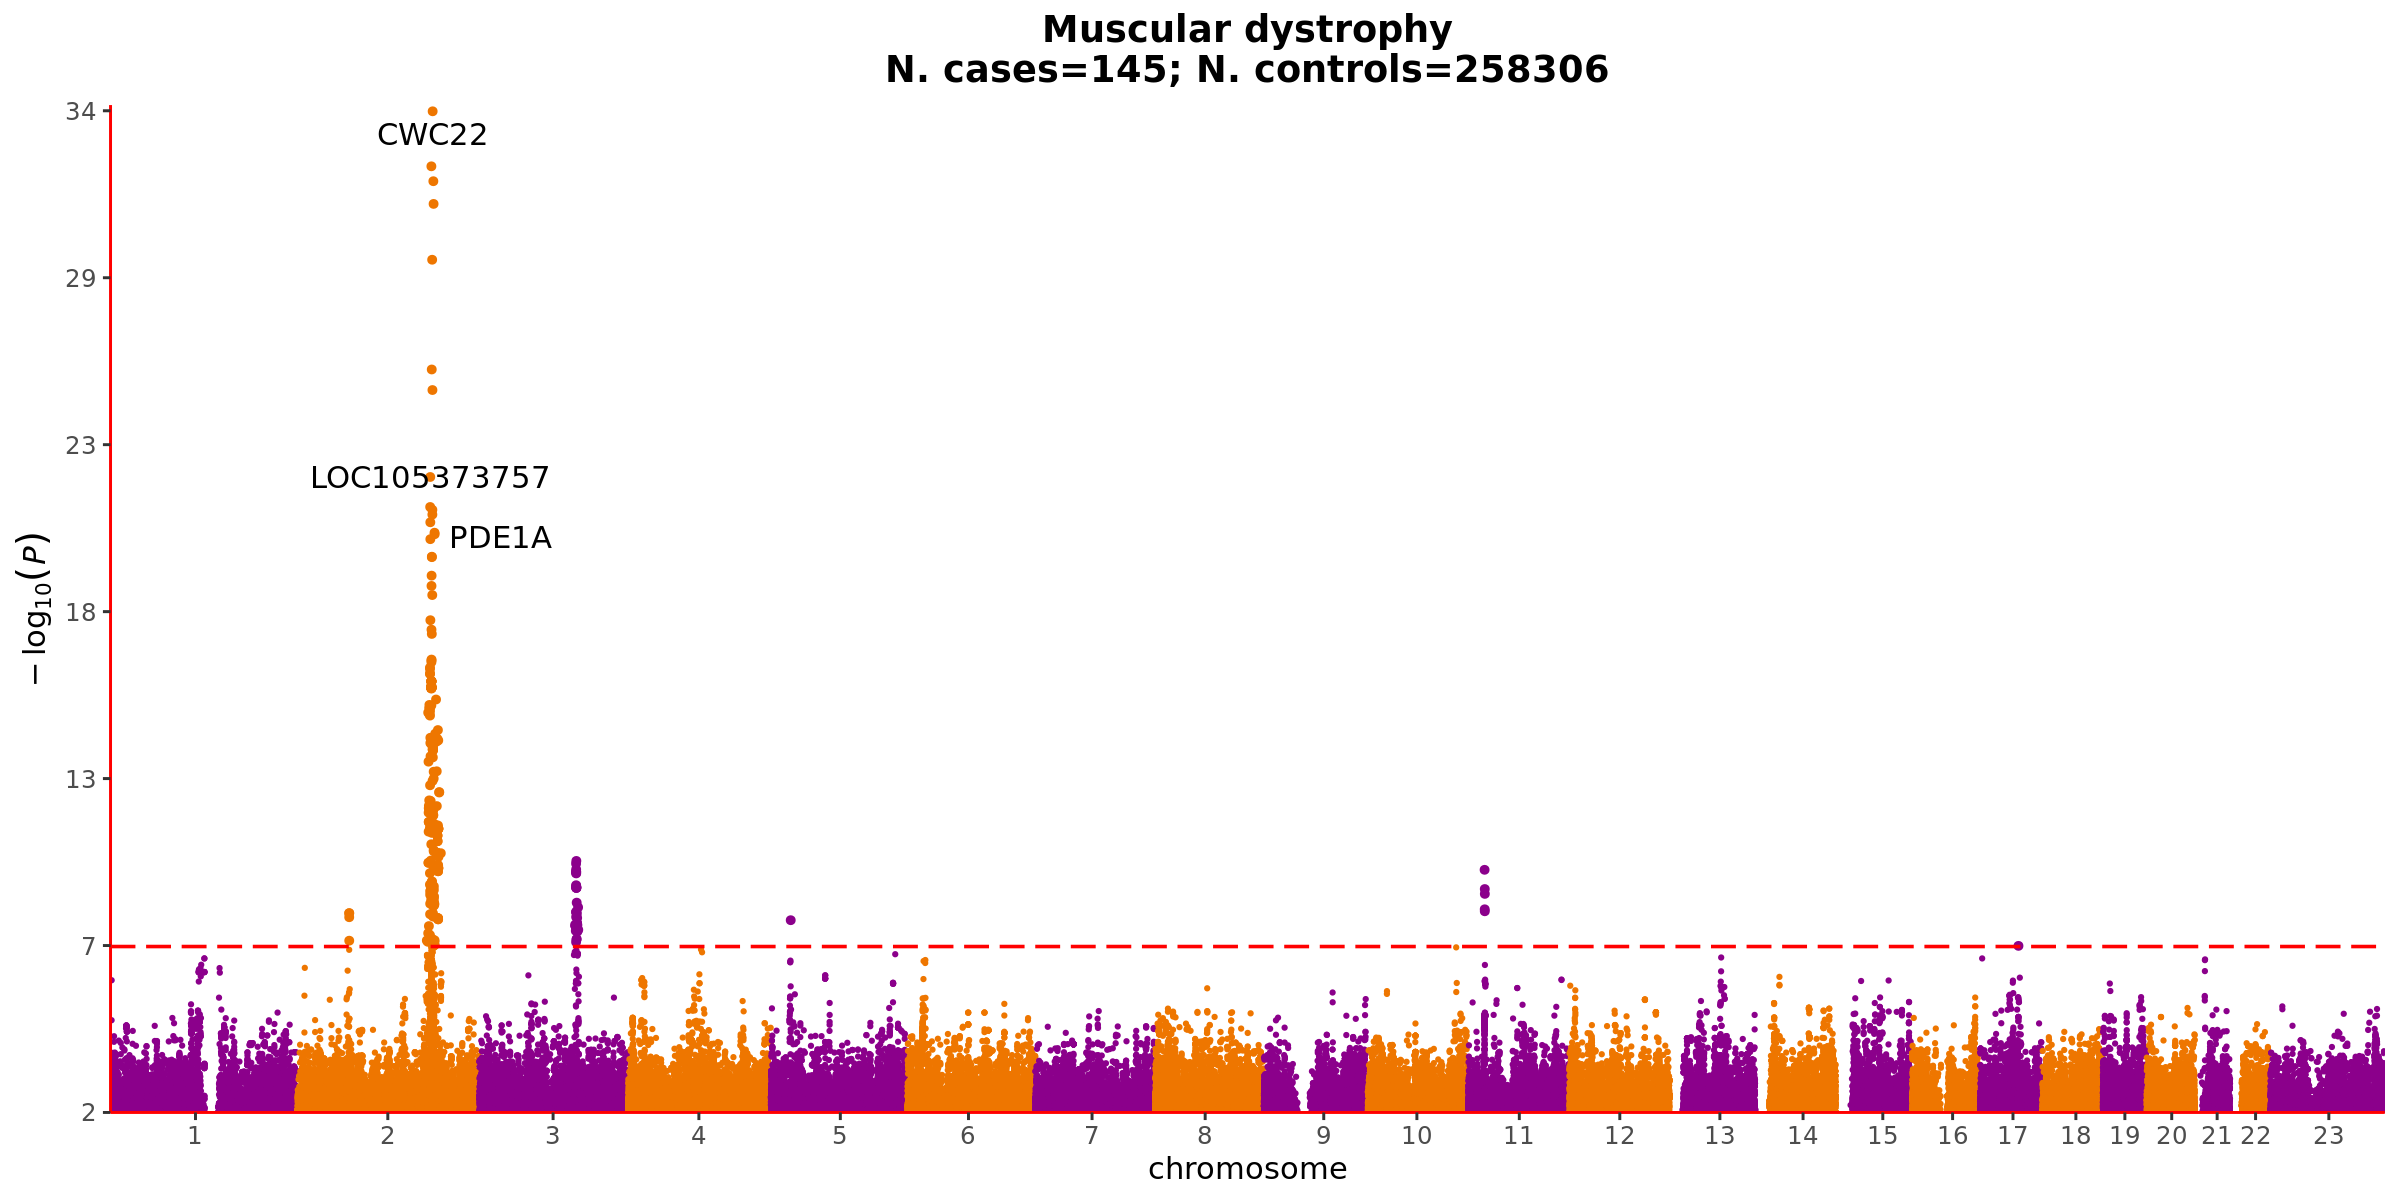 Muscular dystrophy
N. cases=145; N. controls=258306
34
29
23
18
13
7
2
− log10(P)
CWC22
LOC105373757
PDE1A
1 2 3 4 5 6 7 8 9 10 11 12 13 14 15 16 17 18 19 20 21 22 23
chromosome